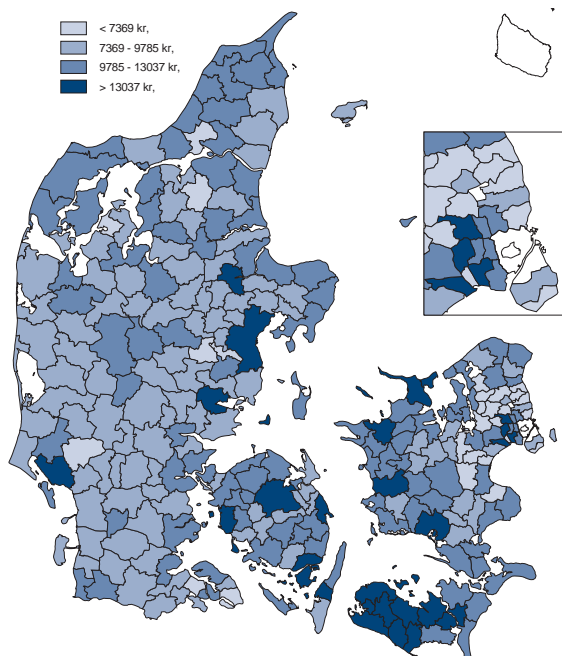 < 7369 kr,
7369 - 9785 kr,
9785 - 13037 kr,
> 13037 kr,